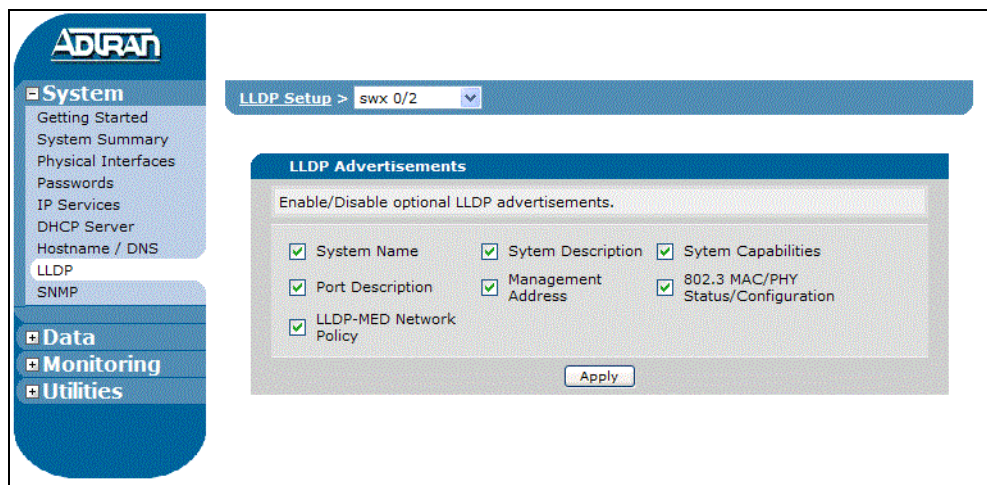 ADTRAN
System
Getting Started
System Summary
Physical Interfaces
Passwords
IP Services
DHCP Server
Hostname / DNS
LLDP
SNMP
Data
Monitoring
Utilities
LLDP Setup > swx 0/2
LLDP Advertisements
Enable/Disable optional LLDP advertisements.
System Name
Sytem Description
Sytem Capabilities
Port Description
Management
Address
802.3 MAC/PHY
Status/Configuration
LLDP-MED Network
Policy
Apply